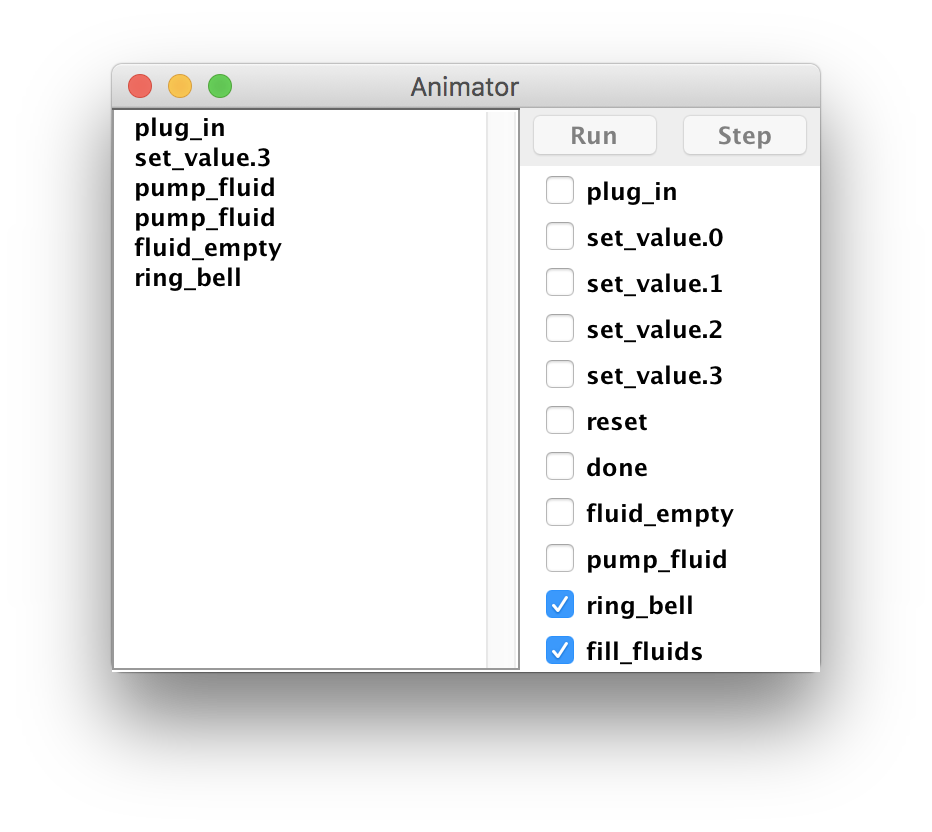 Animator
plug_in
set_value.3
pump_fluid
pump_fluid
fluid_empty
ring_bell
Run
Step
plug_in
set_value.0
set_value.1
set_value.2
set_value.3
reset
done
fluid_empty
pump_fluid
ring_bell
fill_fluids